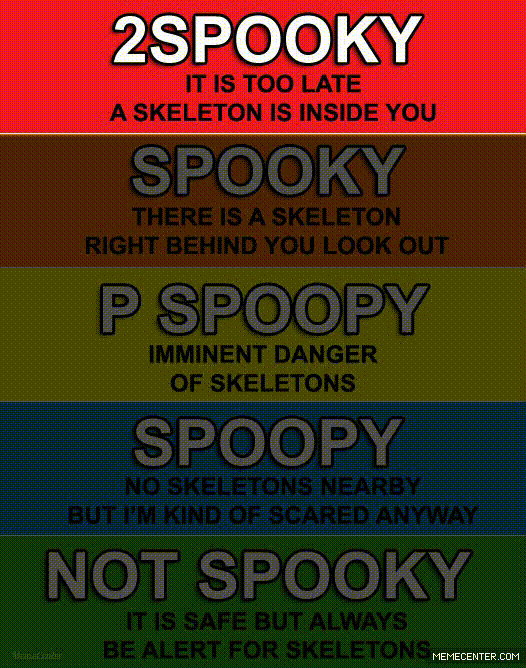 2SPOOKY
IT IS TOO LATE
A SKELETON IS INSIDE YOU
SPOOKY
THERE IS A SKELETON
RIGHT BEHIND YOU LOOK OUT
P SPOOPY
IMMINENT DANGER
OF SKELETONS
SPOOPY
NO SKELETONS NEARBY
BUT I'M KIND OF SCARED ANYWAY
NOT SPOOKY
IT IS SAFE BUT ALWAYS
BE ALERT FOR SKELETONS
MemeCenter
MEMECENTER.COM